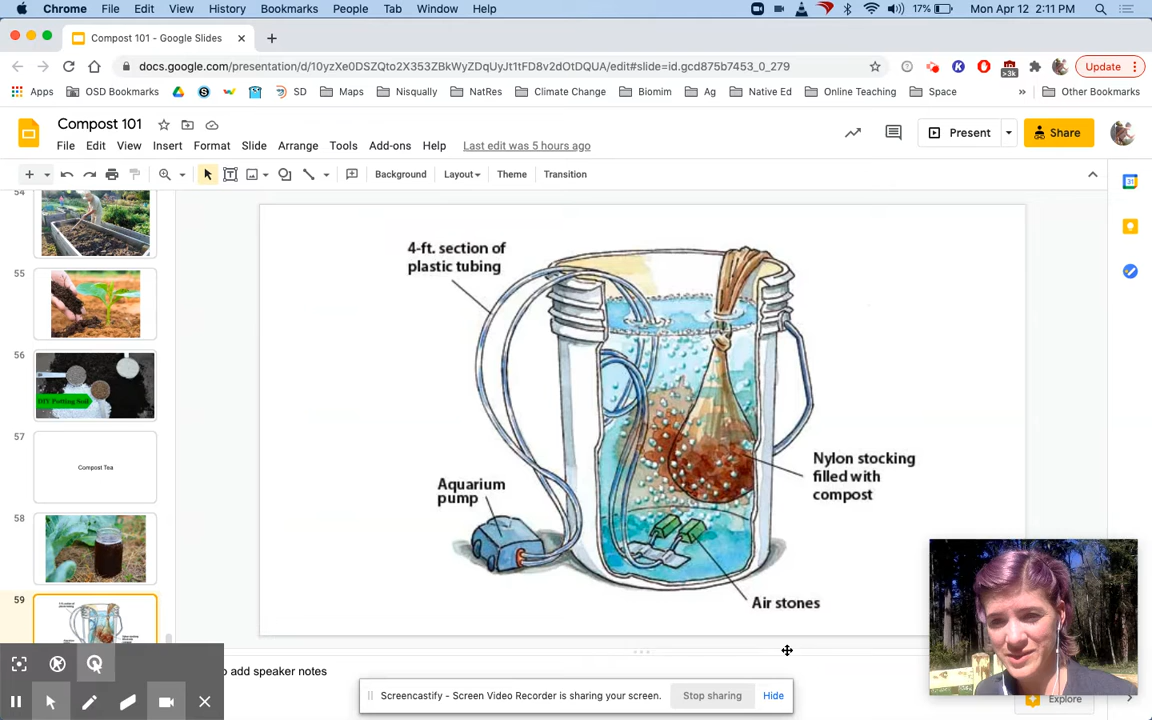 Chrome File Edit View History Bookmarks People Tab Window Help 17% Mon Apr 12 2:11 PM
Compost 101 - Google Slides
docs.google.com/presentation/d/10yzXe0DSZQto2X353ZBkWyZDqUyJt1tFD8v2dOtDQUA/edit#slide=id.gcd875b7453_0_279 >3k Update
Apps OSD Bookmarks SD Maps Nisqually NatRes Climate Change Biomim Ag Native Ed Online Teaching Space » Other Bookmarks
Compost 101
Present Share
File Edit View Insert Format Slide Arrange Tools Add-ons Help Last edit was 5 hours ago
Background Layout Theme Transition
54
55
56
DIY Potting Soil
57
Compost Tea
58
59
4-ft. section of
plastic tubing
Aquarium
pump
Nylon stocking
filled with
compost
Air stones
add speaker notes
Screencastify - Screen Video Recorder is sharing your screen. Stop sharing Hide
Explore